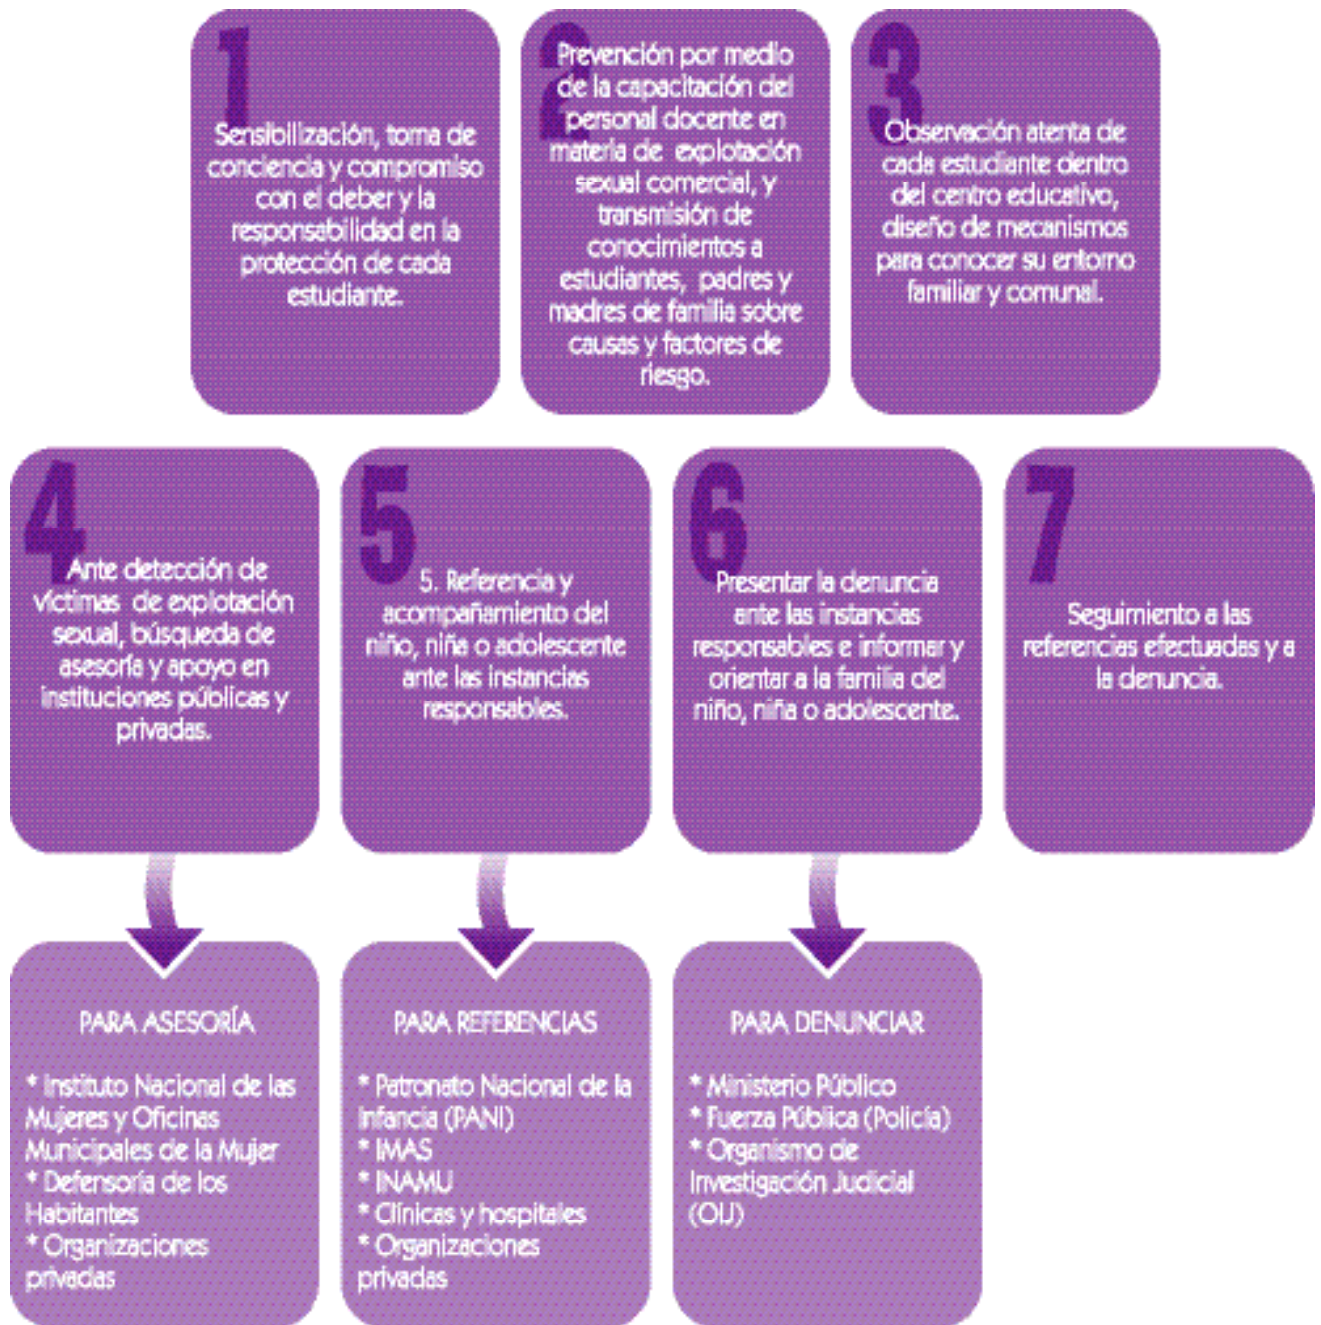 1
Sensibilización, toma de
conciencia y compromiso
con el deber y la
responsabilidad en la
protección de cada
estudiante.
2
Prevención por medio
de la capacitación del
personal docente en
materia de explotación
sexual comercial, y
transmisión de
conocimientos a
estudiantes, padres y
madres de familia sobre
causas y factores de
riesgo.
3
Observación atenta de
cada estudiante dentro
del centro educativo,
diseño de mecanismos
para conocer su entorno
familiar y comunal.
4
Ante detección de
víctimas de explotación
sexual, búsqueda de
asesoría y apoyo en
instituciones públicas y
privadas.
5
5. Referencia y
acompañamiento del
niño, niña o adolescente
ante las instancias
responsables.
6
Presentar la denuncia
ante las instancias
responsables e informar y
orientar a la familia del
niño, niña o adolescente.
7
Seguimiento a las
referencias efectuadas y a
la denuncia.
PARA ASESORÍA
* Instituto Nacional de las
Mujeres y Oficinas
Municipales de la Mujer
* Defensoría de los
Habitantes
* Organizaciones
privadas
PARA REFERENCIAS
* Patronato Nacional de la
Infancia (PANI)
* IMAS
* INAMU
* Clínicas y hospitales
* Organizaciones
privadas
PARA DENUNCIAR
* Ministerio Público
* Fuerza Pública (Policía)
* Organismo de
Investigación Judicial
(OIJ)